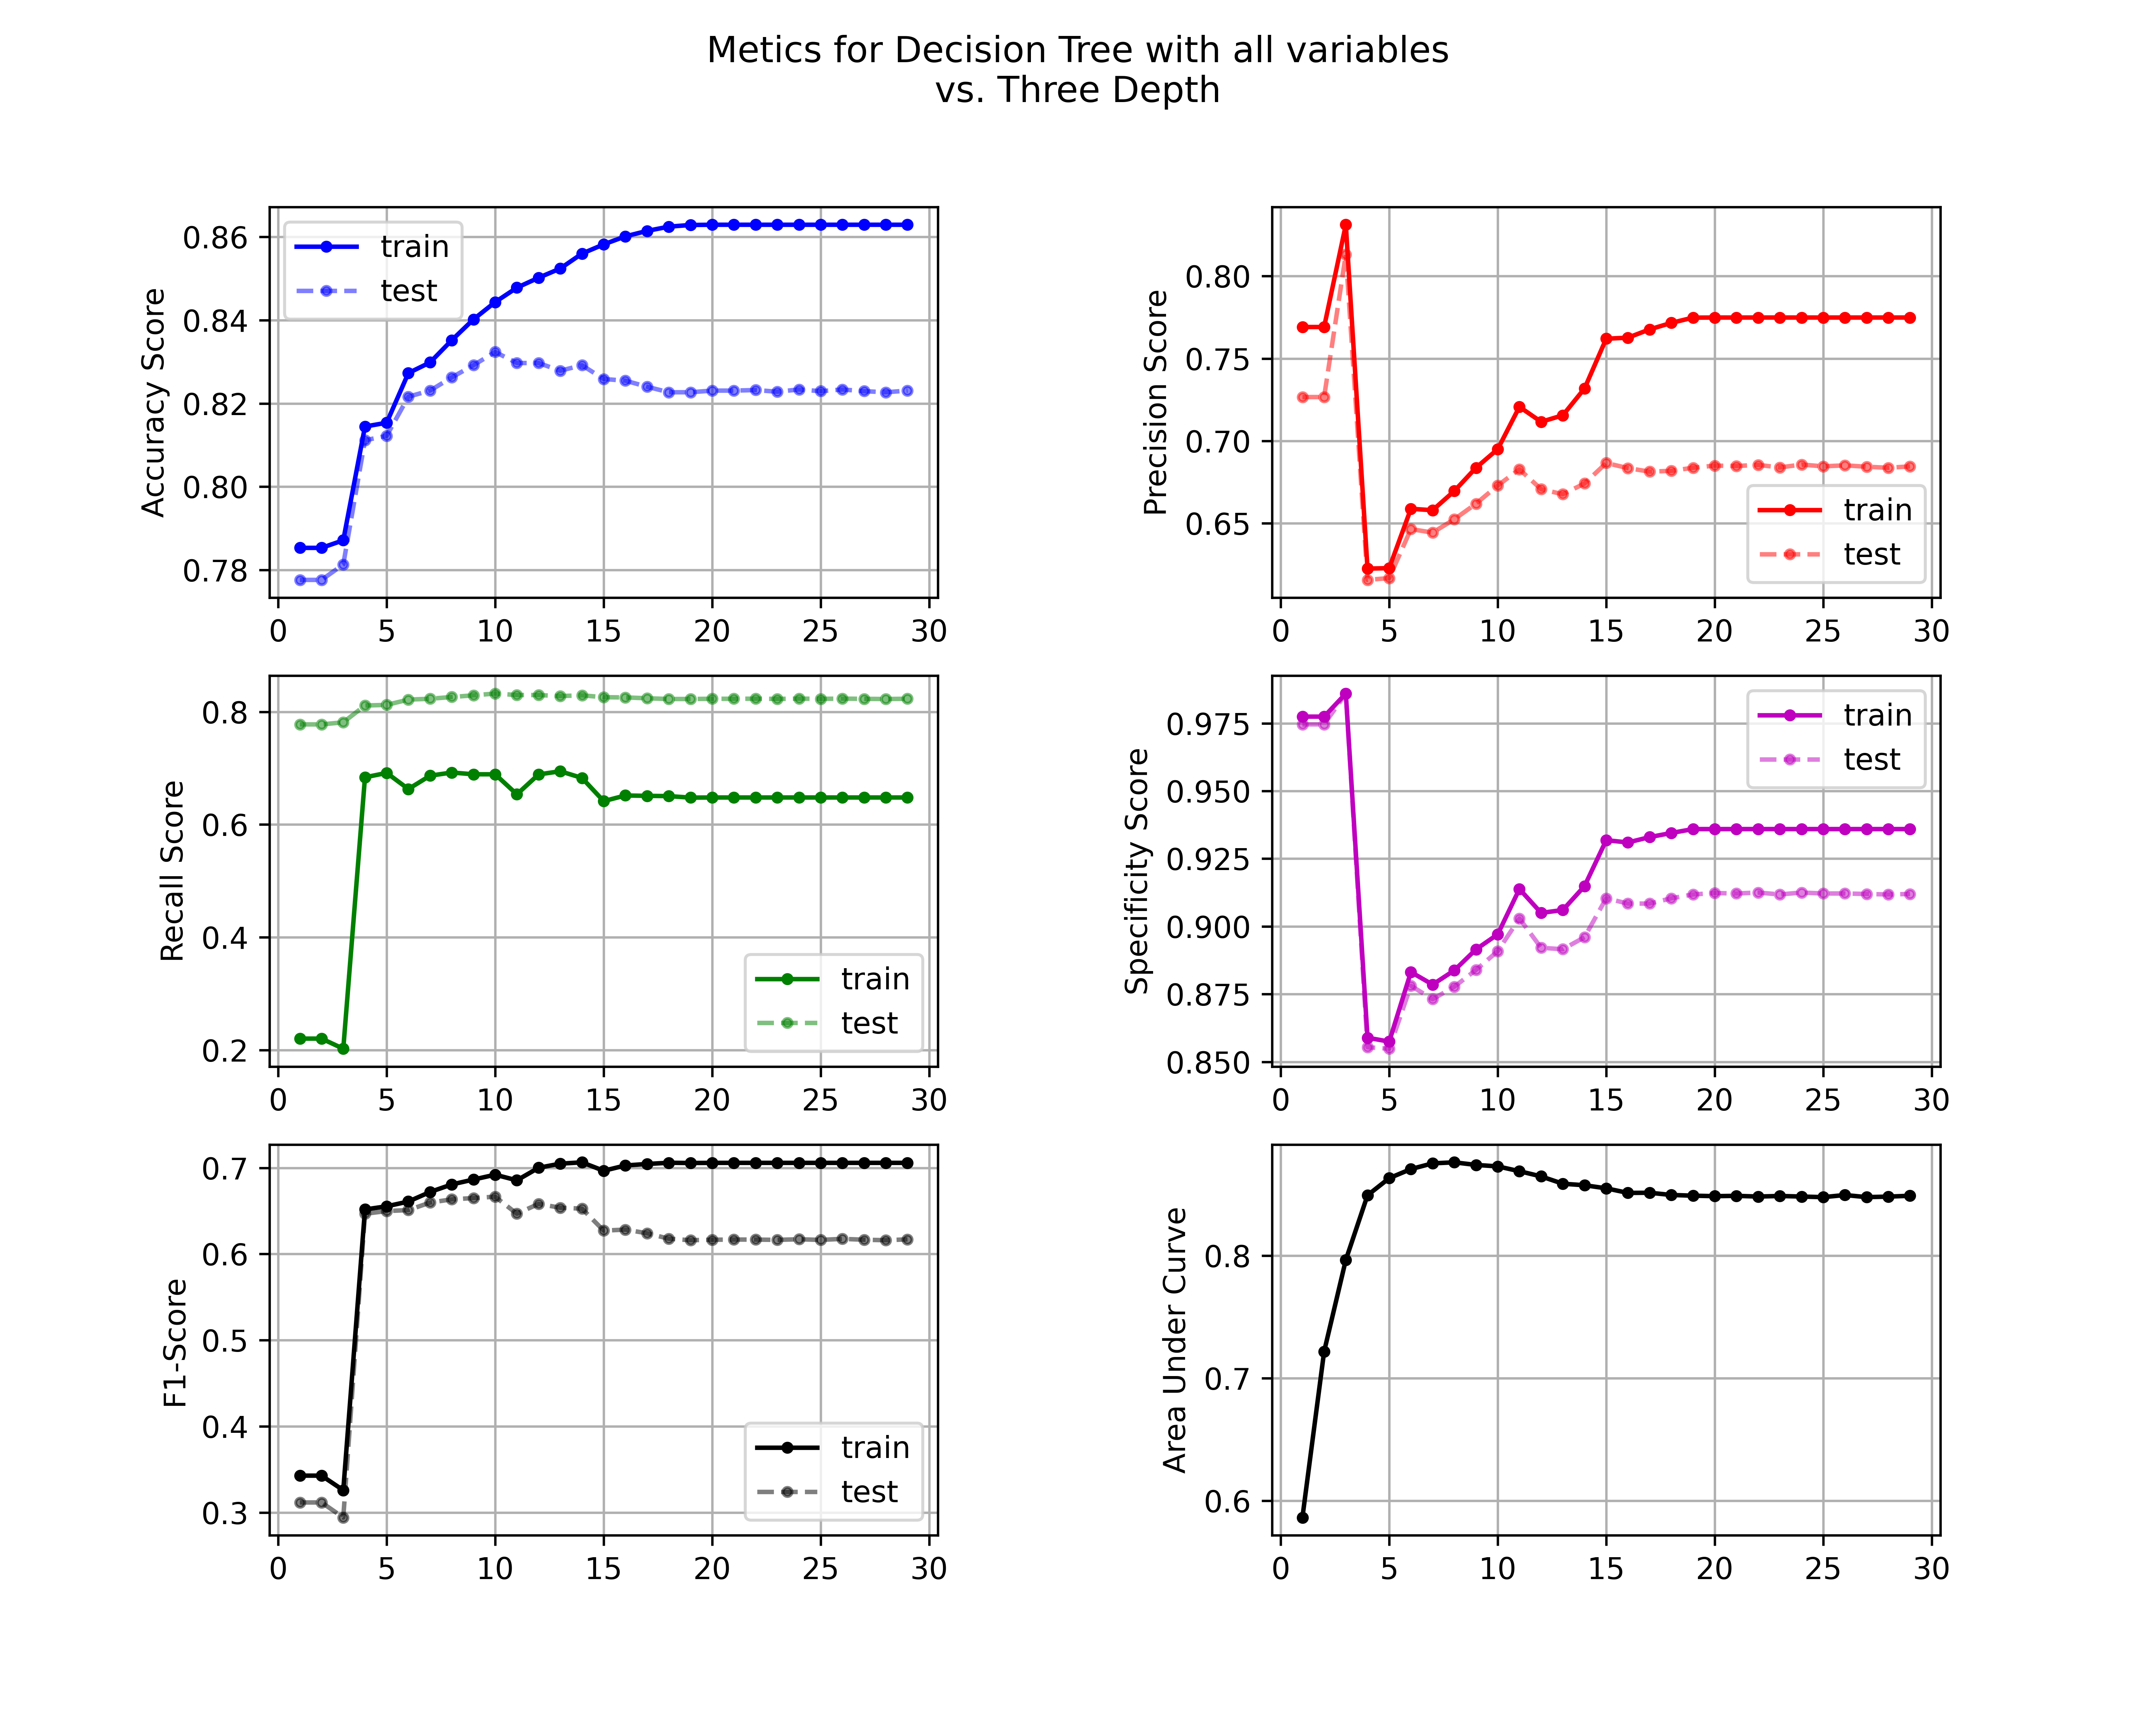 Metics for Decision Tree with all variables
vs. Three Depth
Accuracy Score
0.86
0.84
0.82
0.80
0.78
train
test
0 5 10 15 20 25 30
Precision Score
0.80
0.75
0.70
0.65
train
test
0 5 10 15 20 25 30
Recall Score
0.8
0.6
0.4
0.2
train
test
0 5 10 15 20 25 30
Specificity Score
0.975
0.950
0.925
0.900
0.875
0.850
train
test
0 5 10 15 20 25 30
F1-Score
0.7
0.6
0.5
0.4
0.3
train
test
0 5 10 15 20 25 30
Area Under Curve
0.8
0.7
0.6
0 5 10 15 20 25 30